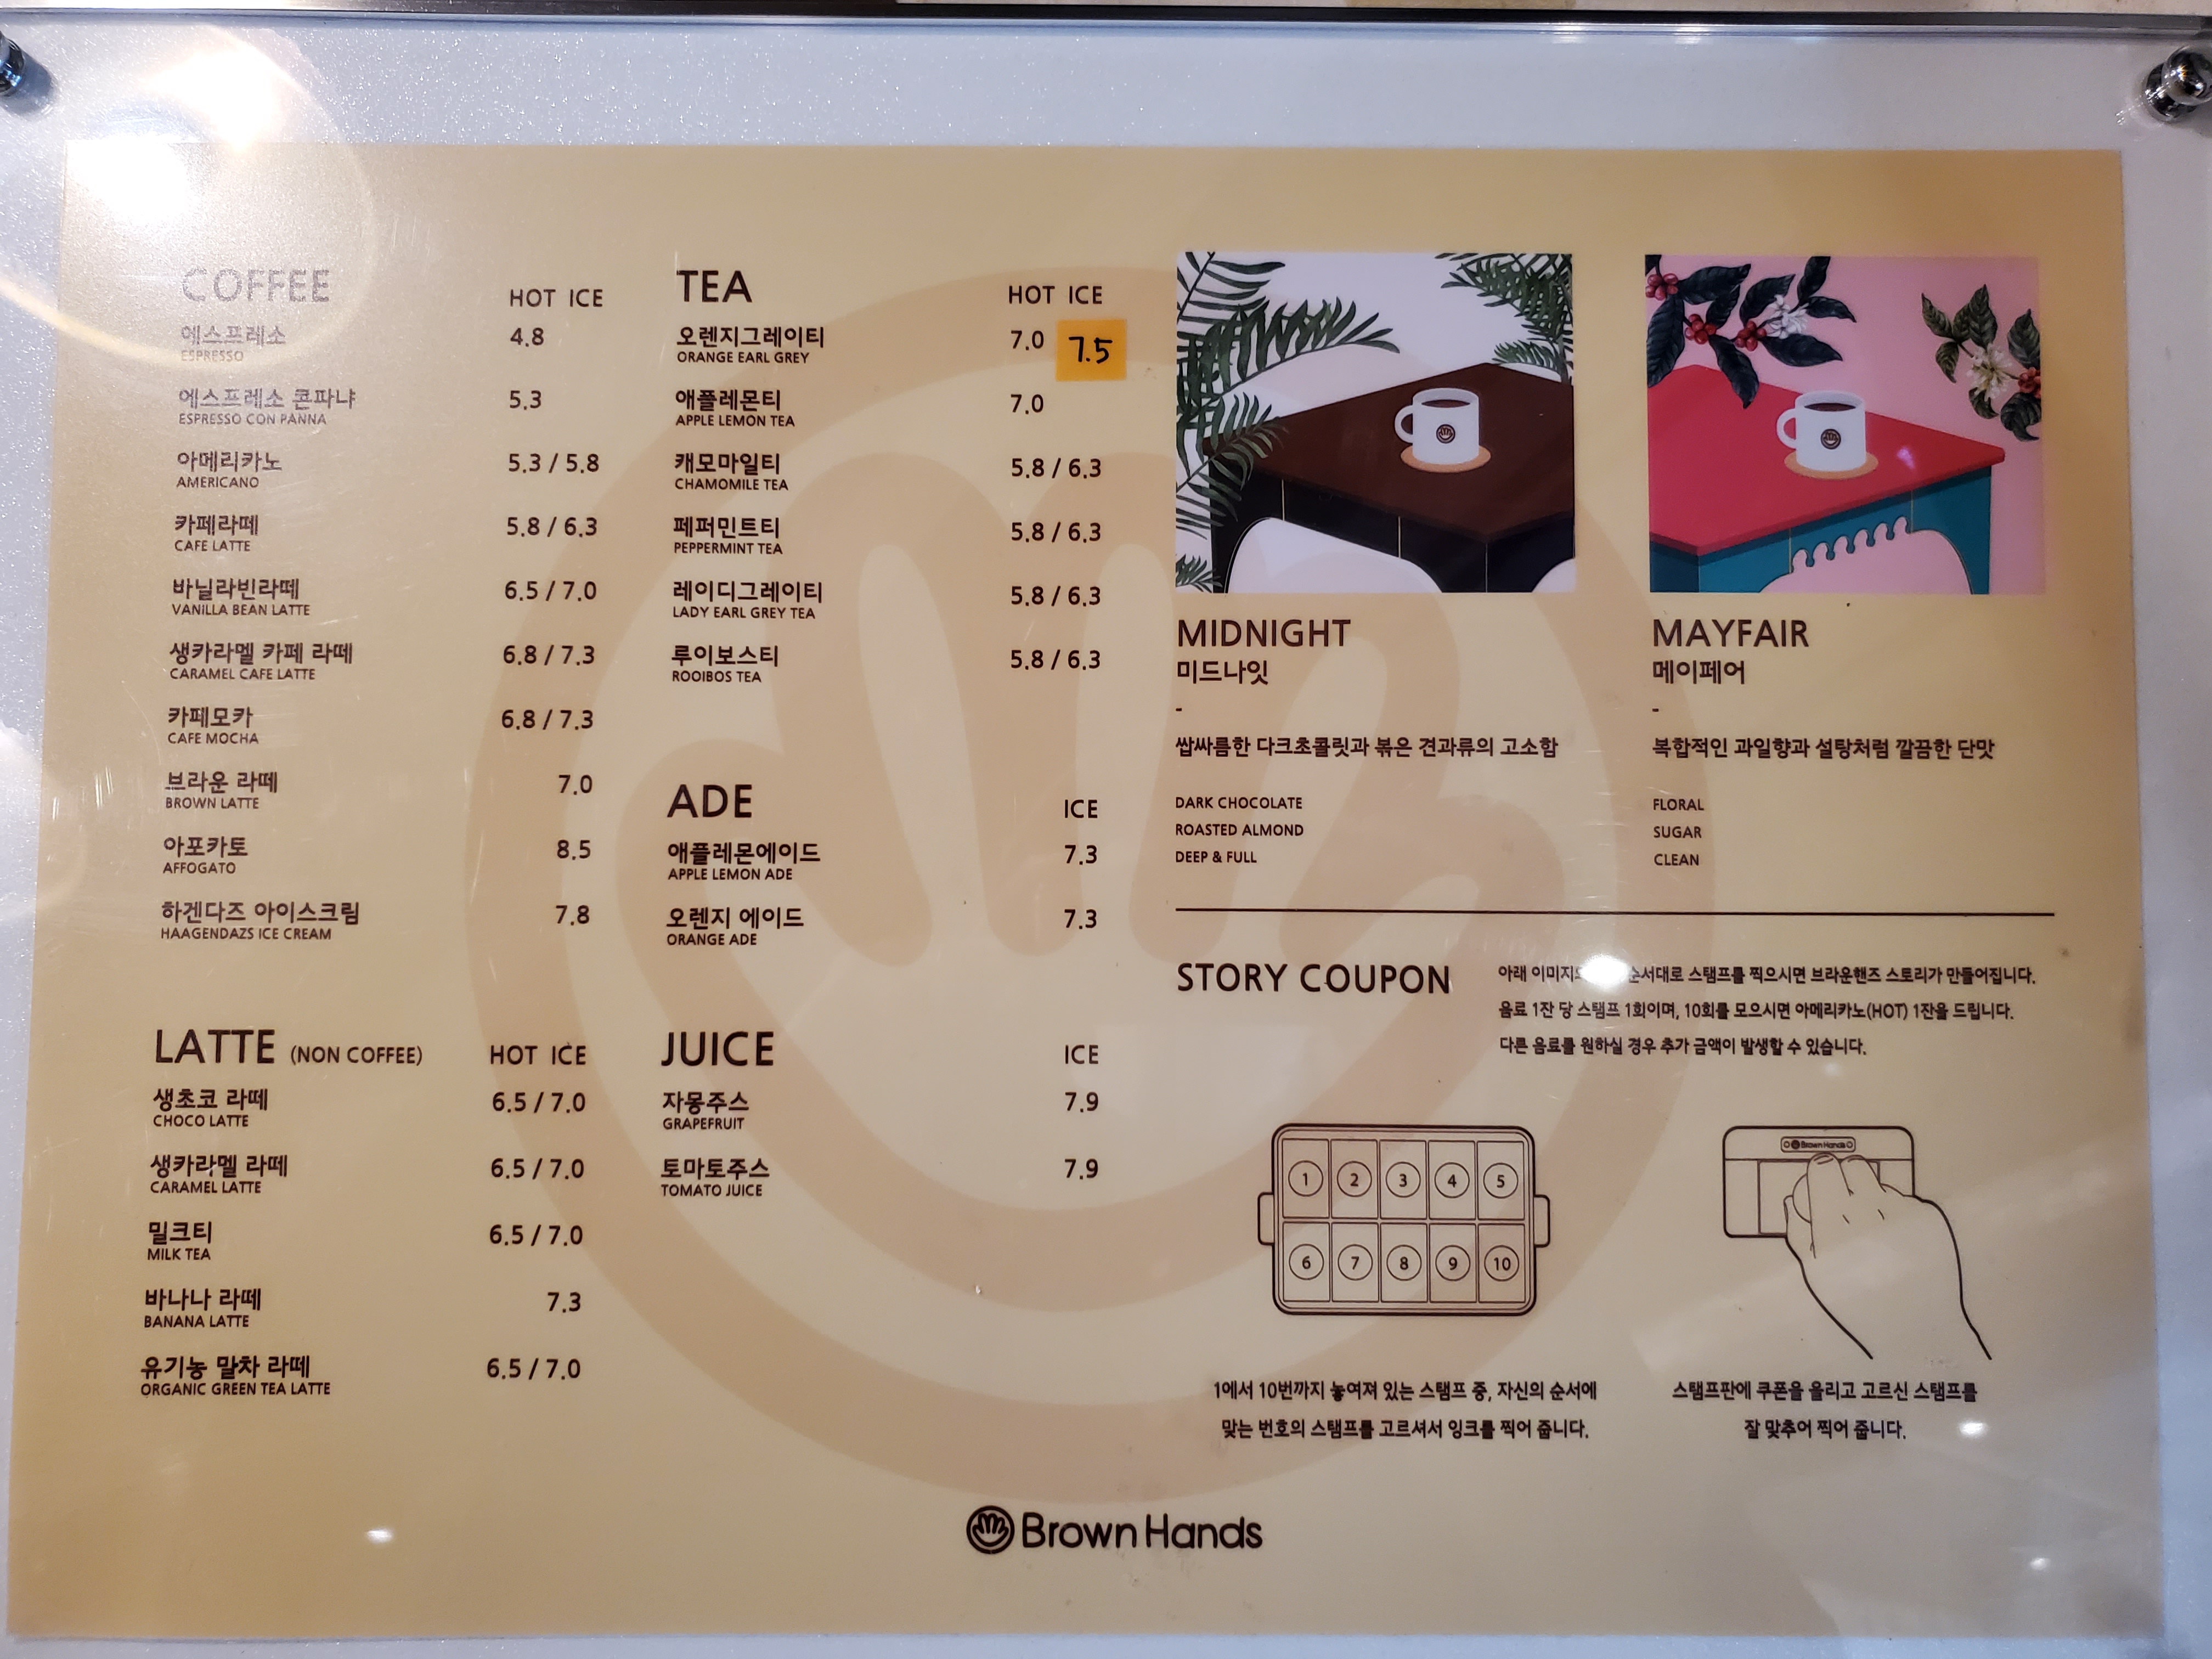 COFFEE
HOT ICE
에스프레소 4.8
ESPRESSO
에스프레소 콘파냐 5.3
ESPRESSO CON PANNA
아메리카노 5.3 / 5.8
AMERICANO
카페라떼 5.8 / 6.3
CAFE LATTE
바닐라빈라떼 6.5 / 7.0
VANILLA BEAN LATTE
생카라멜 카페 라떼 6.8 / 7.3
CARAMEL CAFE LATTE
카페모카 6.8 / 7.3
CAFE MOCHA
브라운 라떼 7.0
BROWN LATTE
아포카토 8.5
AFFOGATO
하겐다즈 아이스크림 7.8
HAAGENDAZS ICE CREAM
LATTE (NON COFFEE) HOT ICE
생초코 라떼 6.5 / 7.0
CHOCO LATTE
생카라멜 라떼 6.5 / 7.0
CARAMEL LATTE
밀크티 6.5 / 7.0
MILK TEA
바나나 라떼 7.3
BANANA LATTE
유기농 말차 라떼 6.5 / 7.0
ORGANIC GREEN TEA LATTE
TEA HOT ICE
오렌지그레이티 7.0 7.5
ORANGE EARL GREY
애플레몬티 7.0
APPLE LEMON TEA
캐모마일티 5.8 / 6.3
CHAMOMILE TEA
페퍼민트티 5.8 / 6.3
PEPPERMINT TEA
레이디그레이티 5.8 / 6.3
LADY EARL GREY TEA
루이보스티 5.8 / 6.3
ROOIBOS TEA
ADE ICE
애플레몬에이드 7.3
APPLE LEMON ADE
오렌지 에이드 7.3
ORANGE ADE
JUICE ICE
자몽주스 7.9
GRAPEFRUIT
토마토주스 7.9
TOMATO JUICE
MIDNIGHT
미드나잇
-
쌉싸름한 다크초콜릿과 볶은 견과류의 고소함
DARK CHOCOLATE
ROASTED ALMOND
DEEP & FULL
MAYFAIR
메이페어
-
복합적인 과일향과 설탕처럼 깔끔한 단맛
FLORAL
SUGAR
CLEAN
STORY COUPON
아래 순서대로 스탬프를 찍으시면 브라운핸즈 스토리가 만들어집니다.
음료 1잔 당 스탬프 1회이며, 10회를 모으시면 아메리카노(HOT) 1잔을 드립니다.
다른 음료를 원하실 경우 추가 금액이 발생할 수 있습니다.
1 2 3 4 5
6 7 8 9 10
Brown Hands
1에서 10번까지 놓여져 있는 스탬프 중, 자신의 순서에
맞는 번호의 스탬프를 고르셔서 잉크를 찍어 줍니다.
스탬프판에 쿠폰을 올리고 고르신 스탬프를
잘 맞추어 찍어 줍니다.
Brown Hands